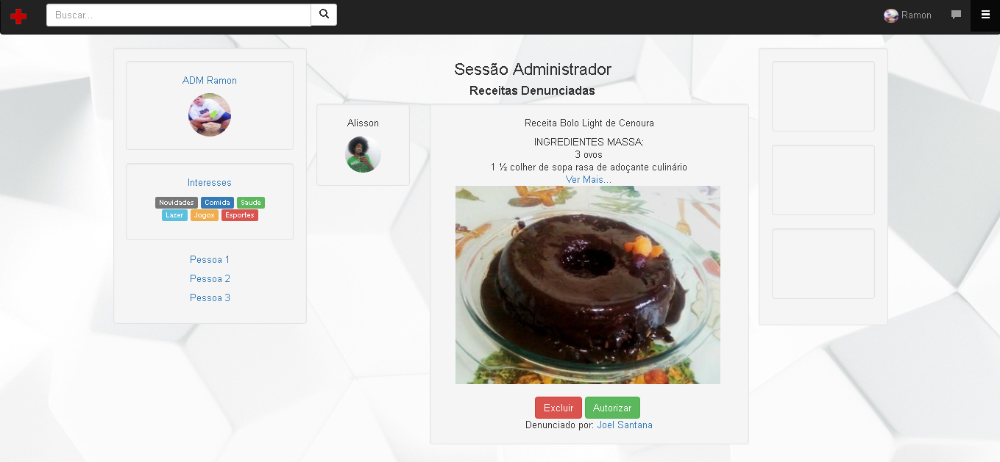 Buscar...
Ramon
ADM Ramon
Interesses
Novidades Comida Saude
Lazer Jogos Esportes
Pessoa 1
Pessoa 2
Pessoa 3
Sessão Administrador
Receitas Denunciadas
Alisson
Receita Bolo Light de Cenoura
INGREDIENTES MASSA:
3 ovos
1 ½ colher de sopa rasa de adoçante culinário
Ver Mais...
Excluir Autorizar
Denunciado por: Joel Santana